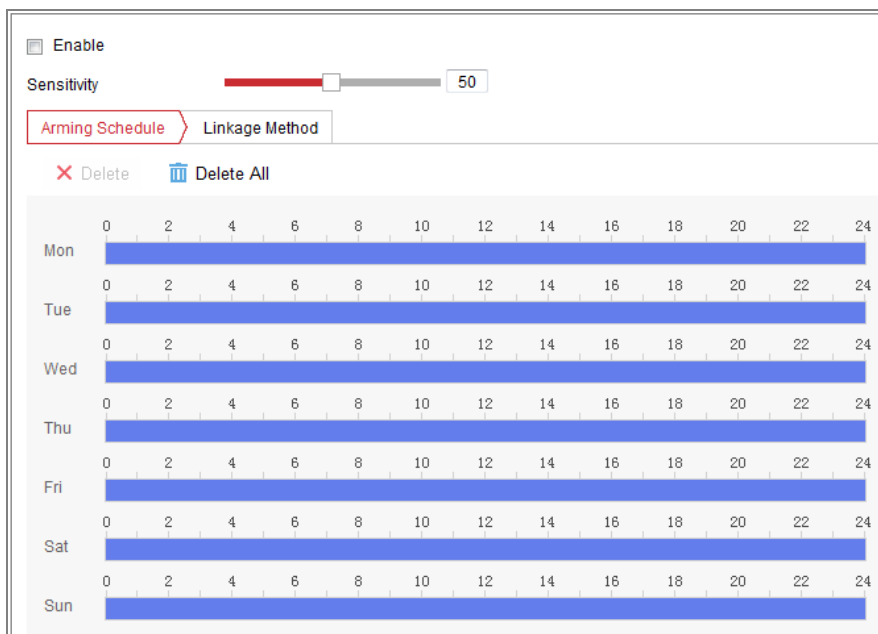 Enable
Sensitivity 50
Arming Schedule Linkage Method
Delete Delete All
0 2 4 6 8 10 12 14 16 18 20 22 24
Mon
0 2 4 6 8 10 12 14 16 18 20 22 24
Tue
0 2 4 6 8 10 12 14 16 18 20 22 24
Wed
0 2 4 6 8 10 12 14 16 18 20 22 24
Thu
0 2 4 6 8 10 12 14 16 18 20 22 24
Fri
0 2 4 6 8 10 12 14 16 18 20 22 24
Sat
0 2 4 6 8 10 12 14 16 18 20 22 24
Sun